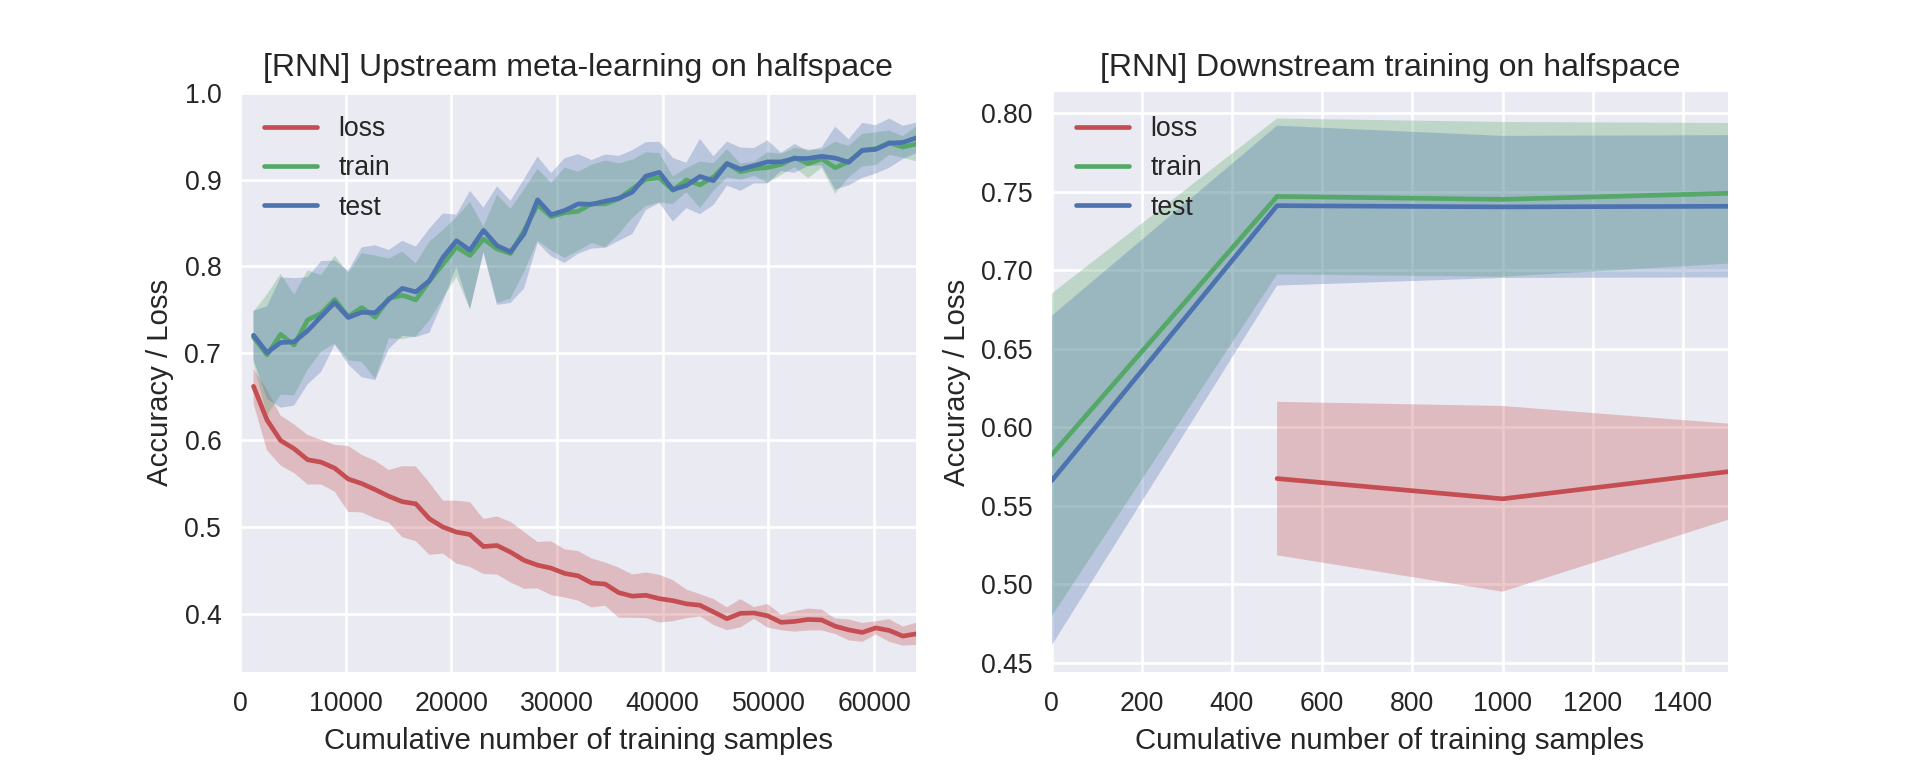 [RNN] Upstream meta-learning on halfspace
1.0
0.9
0.8
0.7
0.6
0.5
0.4
loss
train
test
Accuracy / Loss
0 10000 20000 30000 40000 50000 60000
Cumulative number of training samples
[RNN] Downstream training on halfspace
0.80
0.75
0.70
0.65
0.60
0.55
0.50
0.45
loss
train
test
Accuracy / Loss
0 200 400 600 800 1000 1200 1400
Cumulative number of training samples